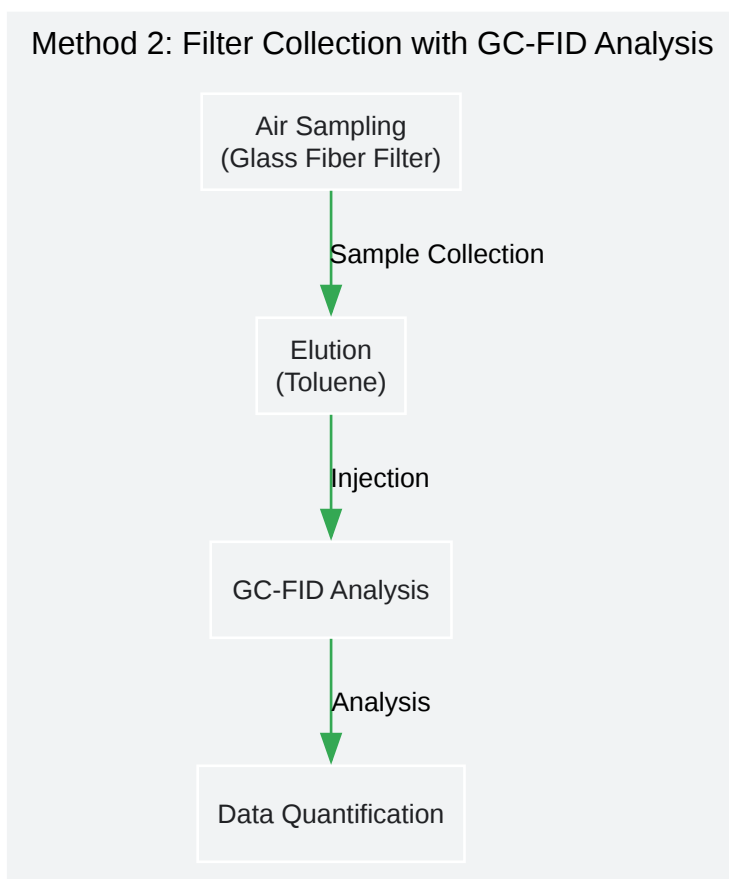 Method 2: Filter Collection with GC-FID Analysis
Air Sampling
(Glass Fiber Filter)
Sample Collection
Elution
(Toluene)
Injection
GC-FID Analysis
Analysis
Data Quantification